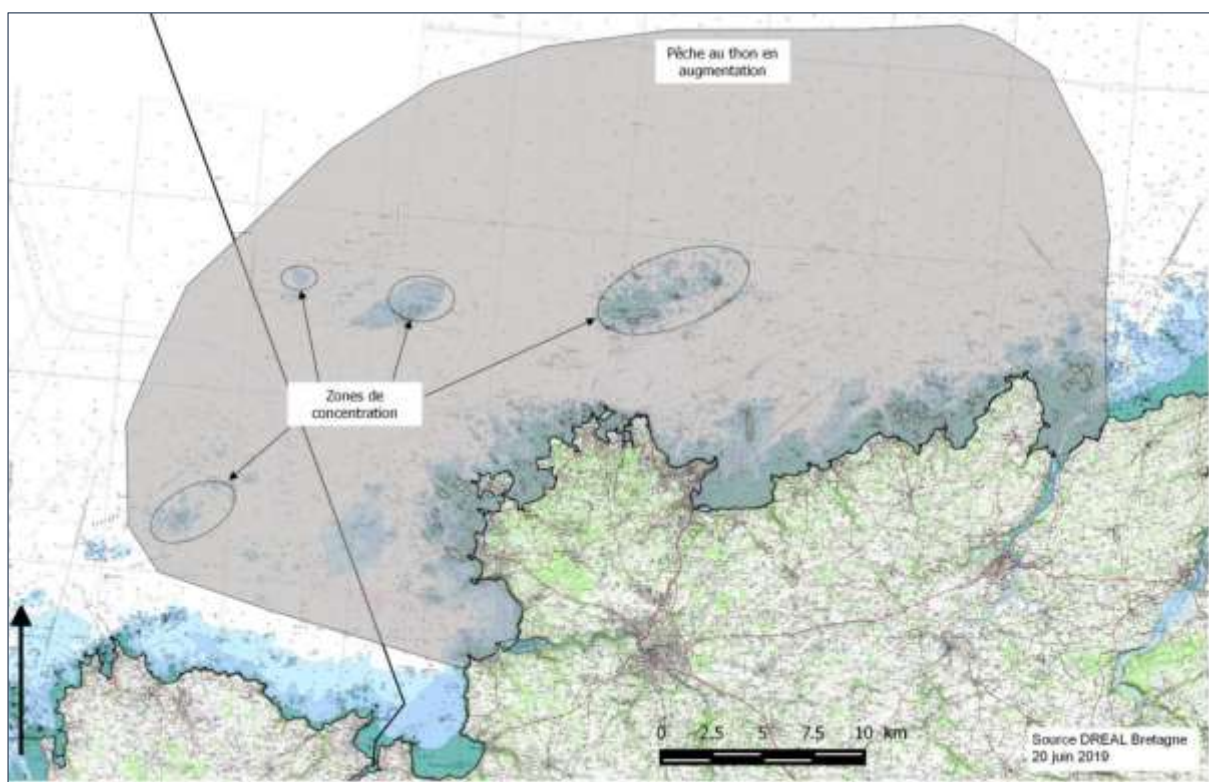 Pêche au thon en
augmentation
Zones de
concentration
0 2.5 5 7.5 10 km
Source DREAL Bretagne
20 juin 2019